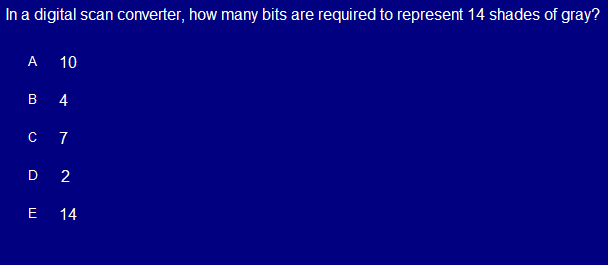 In a digital scan converter, how many bits are required to represent 14 shades of gray?
A 10
B 4
C 7
D 2
E 14